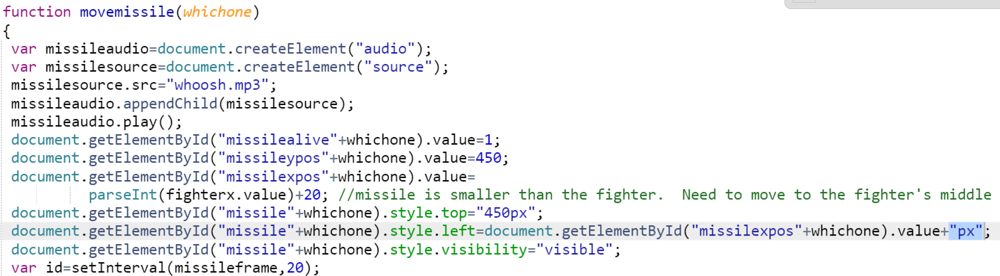 function movemissile(whichone)
{
var missileaudio=document.createElement("audio");
var missilesource=document.createElement("source");
missilesource.src="whoosh.mp3";
missileaudio.appendChild(missilesource);
missileaudio.play();
document.getElementById("missilealive"+whichone).value=1;
document.getElementById("missileypos"+whichone).value=450;
document.getElementById("missilexpos"+whichone).value=
parseInt(fighterx.value)+20; //missile is smaller than the fighter.  Need to move to the fighter's middle
document.getElementById("missile"+whichone).style.top="450px";
document.getElementById("missile"+whichone).style.left=document.getElementById("missilexpos"+whichone).value+"px";
document.getElementById("missile"+whichone).style.visibility="visible";
var id=setInterval(missileframe,20);